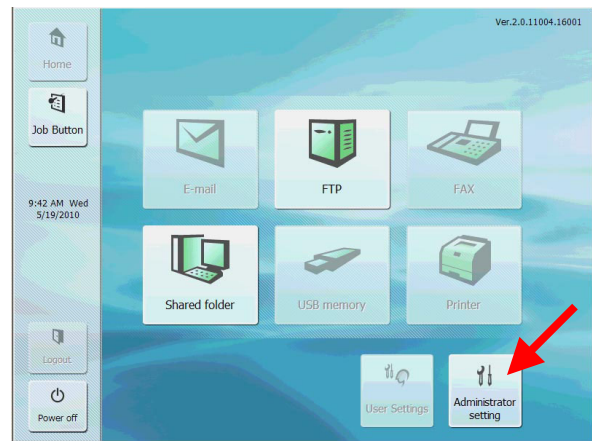 Ver.2.0.11004.16001
Home
Job Button
9:42 AM Wed
5/19/2010
E-mail
FTP
FAX
Shared folder
USB memory
Printer
Logout
Power off
User Settings
Administrator
setting